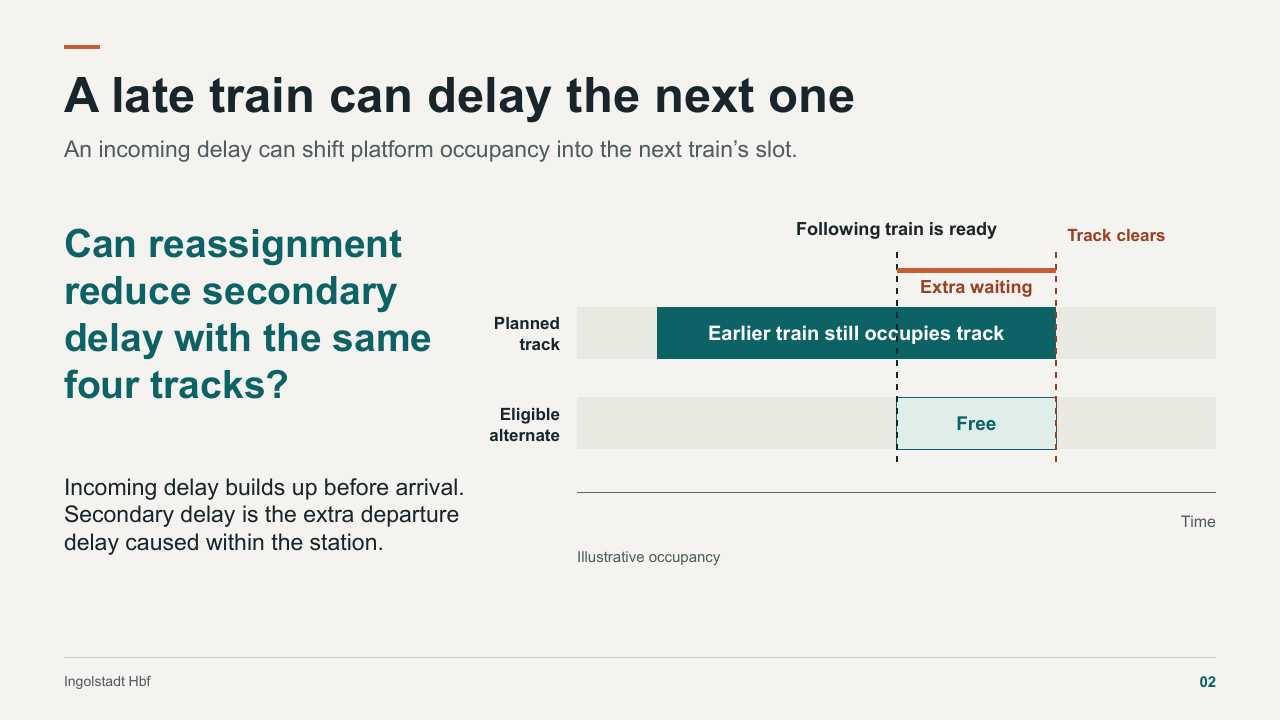 A late train can delay the next one
An incoming delay can shift platform occupancy into the next train’s slot.
Can reassignment
reduce secondary
delay with the same
four tracks?
Incoming delay builds up before arrival.
Secondary delay is the extra departure
delay caused within the station.
Following train is ready
Track clears
Extra waiting
Planned
track
Earlier train still occupies track
Eligible
alternate
Free
Time
Illustrative occupancy
Ingolstadt Hbf
02